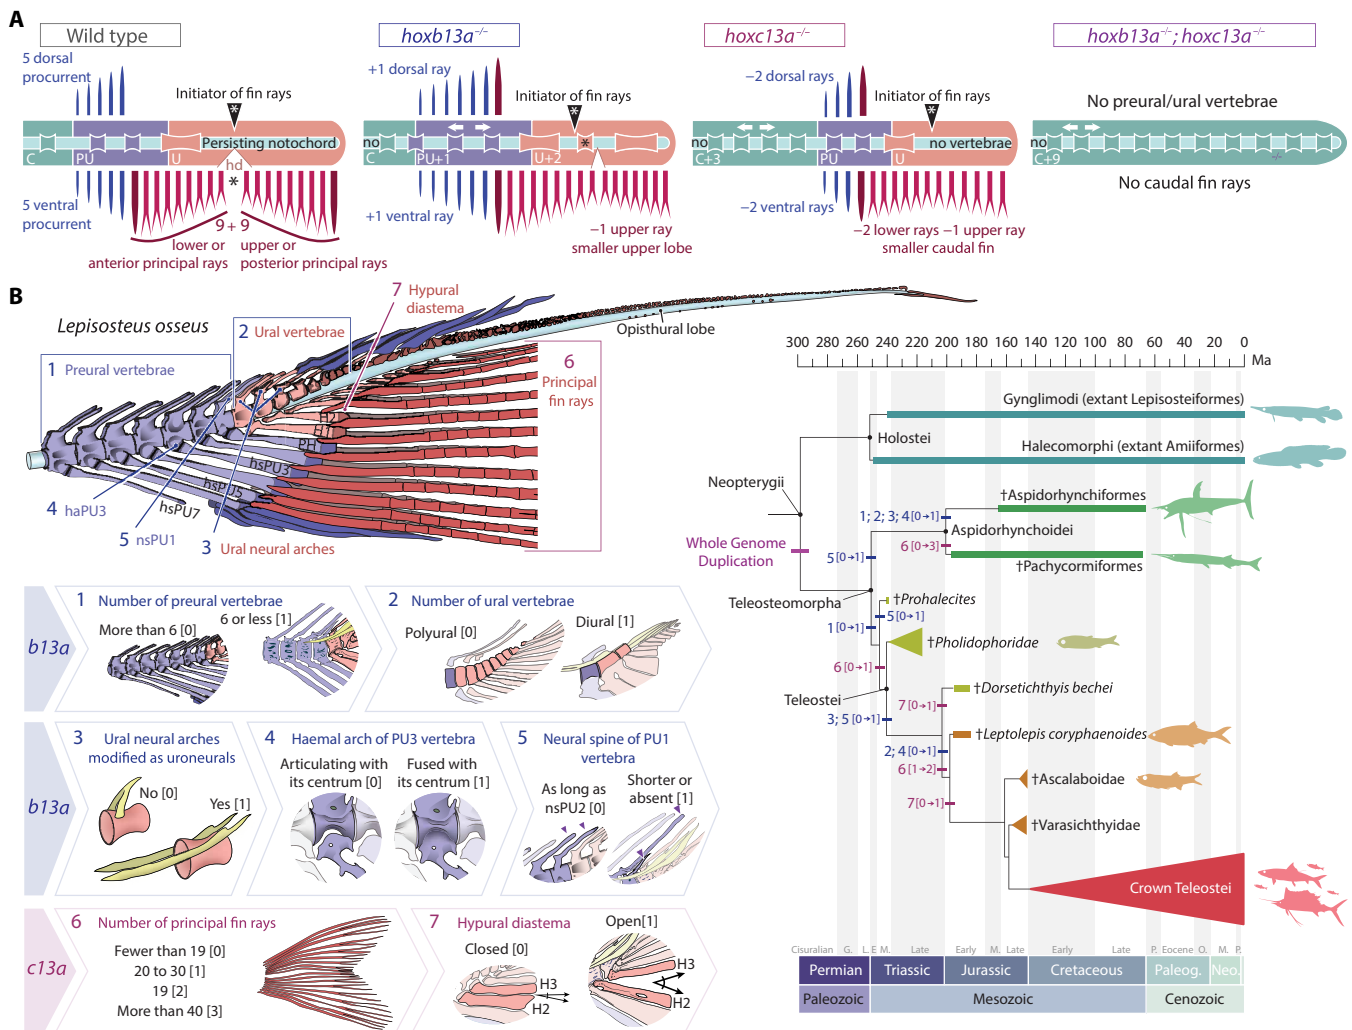 A
Wild type
hoxb13a⁻/⁻
hoxc13a⁻/⁻
hoxb13a⁻/⁻; hoxc13a⁻/⁻
5 dorsal
procurrent
Initiator of fin rays
*
Persisting notochord
C
PU
U
hd
*
5 ventral
procurrent
9 + 9
lower or
anterior principal rays
upper or
posterior principal rays
+1 dorsal ray
Initiator of fin rays
*
no
C
PU+1
U+2
*
+1 ventral ray
−1 upper ray
smaller upper lobe
−2 dorsal rays
Initiator of fin rays
*
no
C+3
PU
U
no vertebrae
−2 ventral rays
−2 lower rays −1 upper ray
smaller caudal fin
No preural/ural vertebrae
no
C+9
-/-
No caudal fin rays
B
Lepisosteus osseus
1 Preural vertebrae
2 Ural vertebrae
7 Hypural
diastema
Opisthural lobe
6
Principal
fin rays
H2
H1
PH
hsPU3
hsPU5
hsPU7
4 haPU3
5 nsPU1
3 Ural neural arches
b13a
1 Number of preural vertebrae
More than 6 [0]
6 or less [1]
2 Number of ural vertebrae
Polyural [0]
Diural [1]
b13a
3 Ural neural arches
modified as uroneurals
No [0]
Yes [1]
4 Haemal arch of PU3 vertebra
Articulating with
its centrum [0]
Fused with
its centrum [1]
5 Neural spine of PU1
vertebra
As long as
nsPU2 [0]
Shorter or
absent [1]
c13a
6 Number of principal fin rays
Fewer than 19 [0]
20 to 30 [1]
19 [2]
More than 40 [3]
7 Hypural diastema
Closed [0]
H3
H2
Open[1]
H3
H2
300 280 260 240 220 200 180 160 140 120 100 80 60 40 20 0
Ma
Gynglimodi (extant Lepisosteiformes)
Holostei
Halecomorphi (extant Amiiformes)
Neopterygii
†Aspidorhynchiformes
1; 2; 3; 4 [0→1]
Aspidorhynchoidei
Whole Genome
Duplication
6 [0→3]
5 [0→1]
†Pachycormiformes
Teleosteomorpha
†Prohalecites
5 [0→1]
1 [0→1]
†Pholidophoridae
6 [0→1]
Teleostei
†Dorsetichthyis bechei
7 [0→1]
3; 5 [0→1]
†Leptolepis coryphaenoides
2; 4 [0→1]
6 [1→2]
†Ascalaboidae
7 [0→1]
†Varasichthyidae
Crown Teleostei
Cisuralian G. L. E M. Late Early M. Late Early Late P. Eocene O. M. P.
Permian Triassic Jurassic Cretaceous Paleog. Neo.
Paleozoic Mesozoic Cenozoic